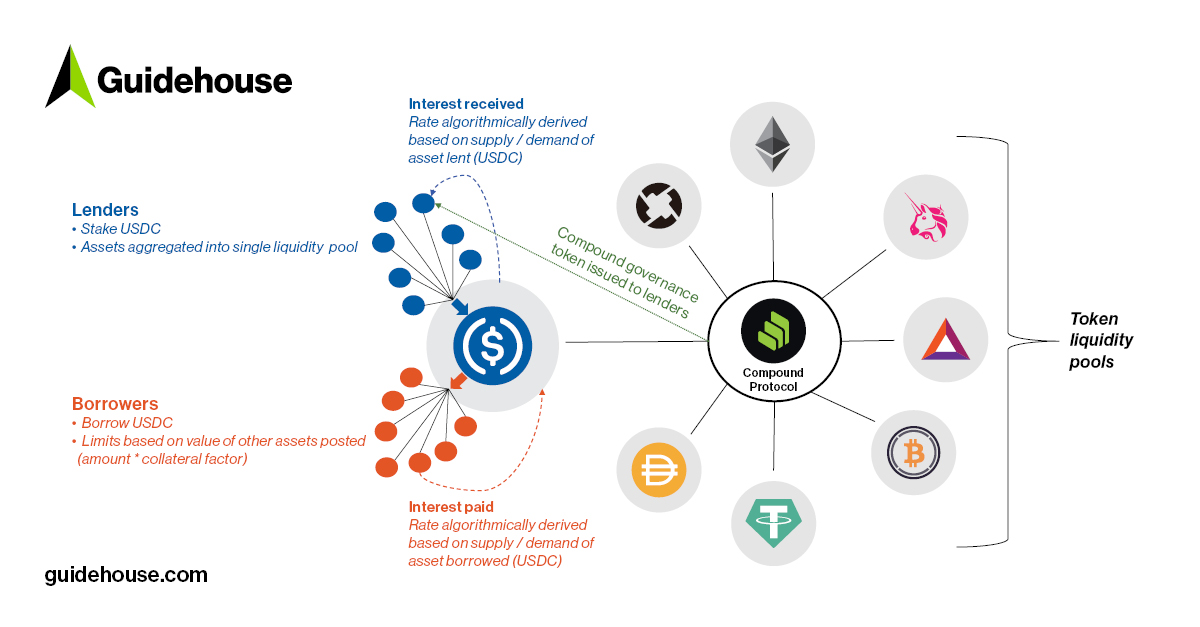 Guidehouse
Interest received
Rate algorithmically derived
based on supply / demand of
asset lent (USDC)
Lenders
• Stake USDC
• Assets aggregated into single liquidity pool
Compound governance
token issued to lenders
Compound
Protocol
Token
liquidity
pools
Borrowers
• Borrow USDC
• Limits based on value of other assets posted
(amount * collateral factor)
Interest paid
Rate algorithmically derived
based on supply / demand of
asset borrowed (USDC)
guidehouse.com